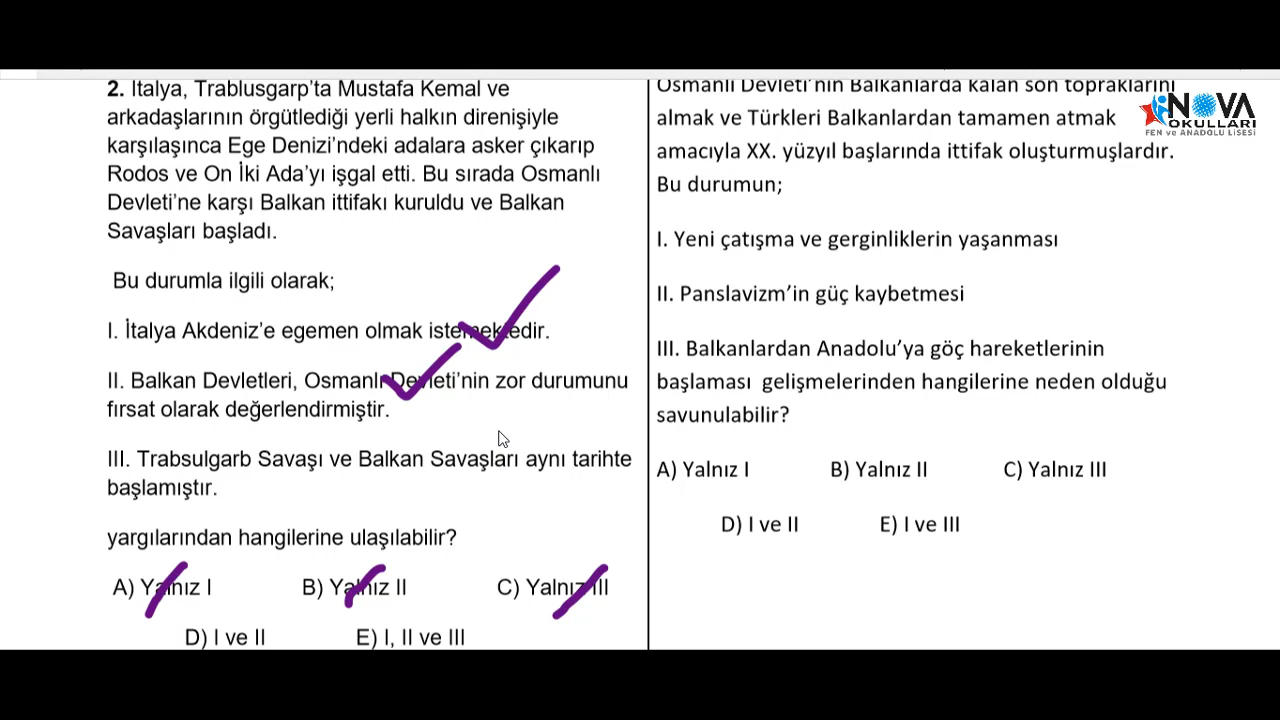 2. Italya, Trablusgarp'ta Mustafa Kemal ve
arkadaşlarının örgütlediği yerli halkın direnişiyle
karşılaşınca Ege Denizi'ndeki adalara asker çıkarıp
Rodos ve On İki Ada'yı işgal etti. Bu sırada Osmanlı
Devleti'ne karşı Balkan ittifakı kuruldu ve Balkan
Savaşları başladı.
Bu durumla ilgili olarak;
I. İtalya Akdeniz'e egemen olmak istemektedir.
II. Balkan Devletleri, Osmanlı Devleti'nin zor durumunu
fırsat olarak değerlendirmiştir.
III. Trabsulgarb Savaşı ve Balkan Savaşları aynı tarihte
başlamıştır.
yargılarından hangilerine ulaşılabilir?
A) Yalnız I B) Yalnız II C) Yalnız III
D) I ve II E) I, II ve III
Osmanlı Devleti'nin Balkanlarda kalan son topraklarını
almak ve Türkleri Balkanlardan tamamen atmak
amacıyla XX. yüzyıl başlarında ittifak oluşturmuşlardır.
Bu durumun;
I. Yeni çatışma ve gerginliklerin yaşanması
II. Panslavizm'in güç kaybetmesi
III. Balkanlardan Anadolu'ya göç hareketlerinin
başlaması gelişmelerinden hangilerine neden olduğu
savunulabilir?
A) Yalnız I B) Yalnız II C) Yalnız III
D) I ve II E) I ve III
NOVA
OKULLARI
FEN ve ANADOLU LİSESİ